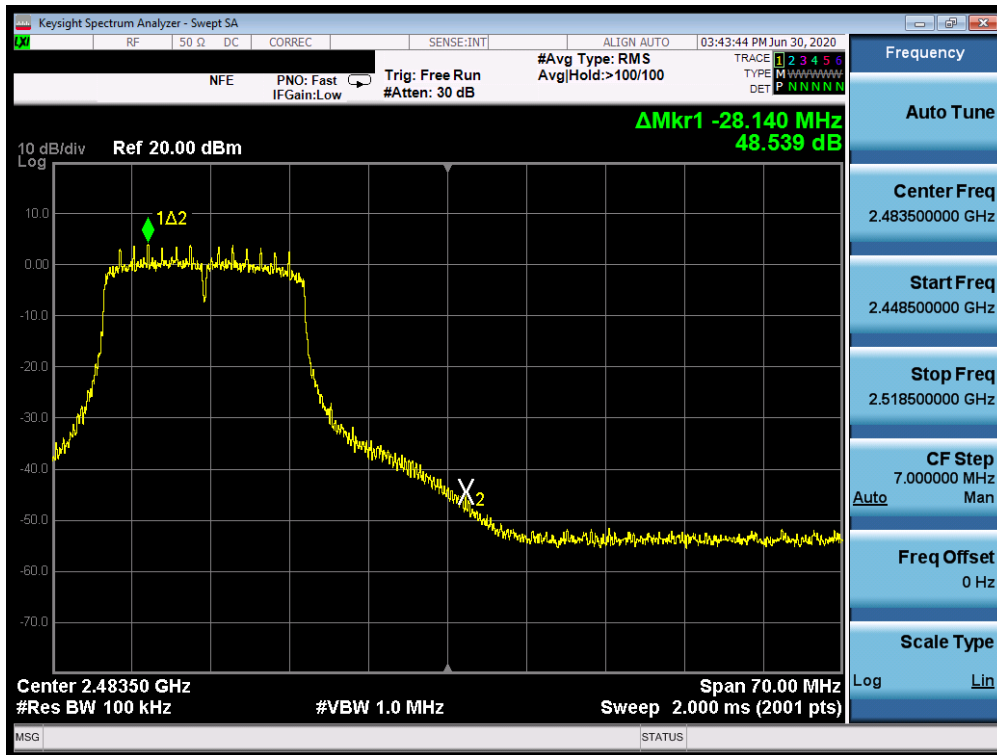 Keysight Spectrum Analyzer - Swept SA
LXI RF 50 Ω DC CORREC SENSE:INT ALIGN AUTO 03:43:44 PM Jun 30, 2020
NFE PNO: Fast Trig: Free Run #Avg Type: RMS TRACE 1 2 3 4 5 6
IFGain:Low #Atten: 30 dB Avg|Hold:>100/100 TYPE M W W W W W
DET P N N N N N
ΔMkr1 -28.140 MHz
48.539 dB
10 dB/div Ref 20.00 dBm
Log
1Δ2
10.0
0.00
-10.0
-20.0
-30.0
-40.0
X2
-50.0
-60.0
-70.0
Center 2.48350 GHz Span 70.00 MHz
#Res BW 100 kHz #VBW 1.0 MHz Sweep 2.000 ms (2001 pts)
MSG STATUS
Frequency
Auto Tune
Center Freq
2.483500000 GHz
Start Freq
2.448500000 GHz
Stop Freq
2.518500000 GHz
CF Step
7.000000 MHz
Auto Man
Freq Offset
0 Hz
Scale Type
Log Lin